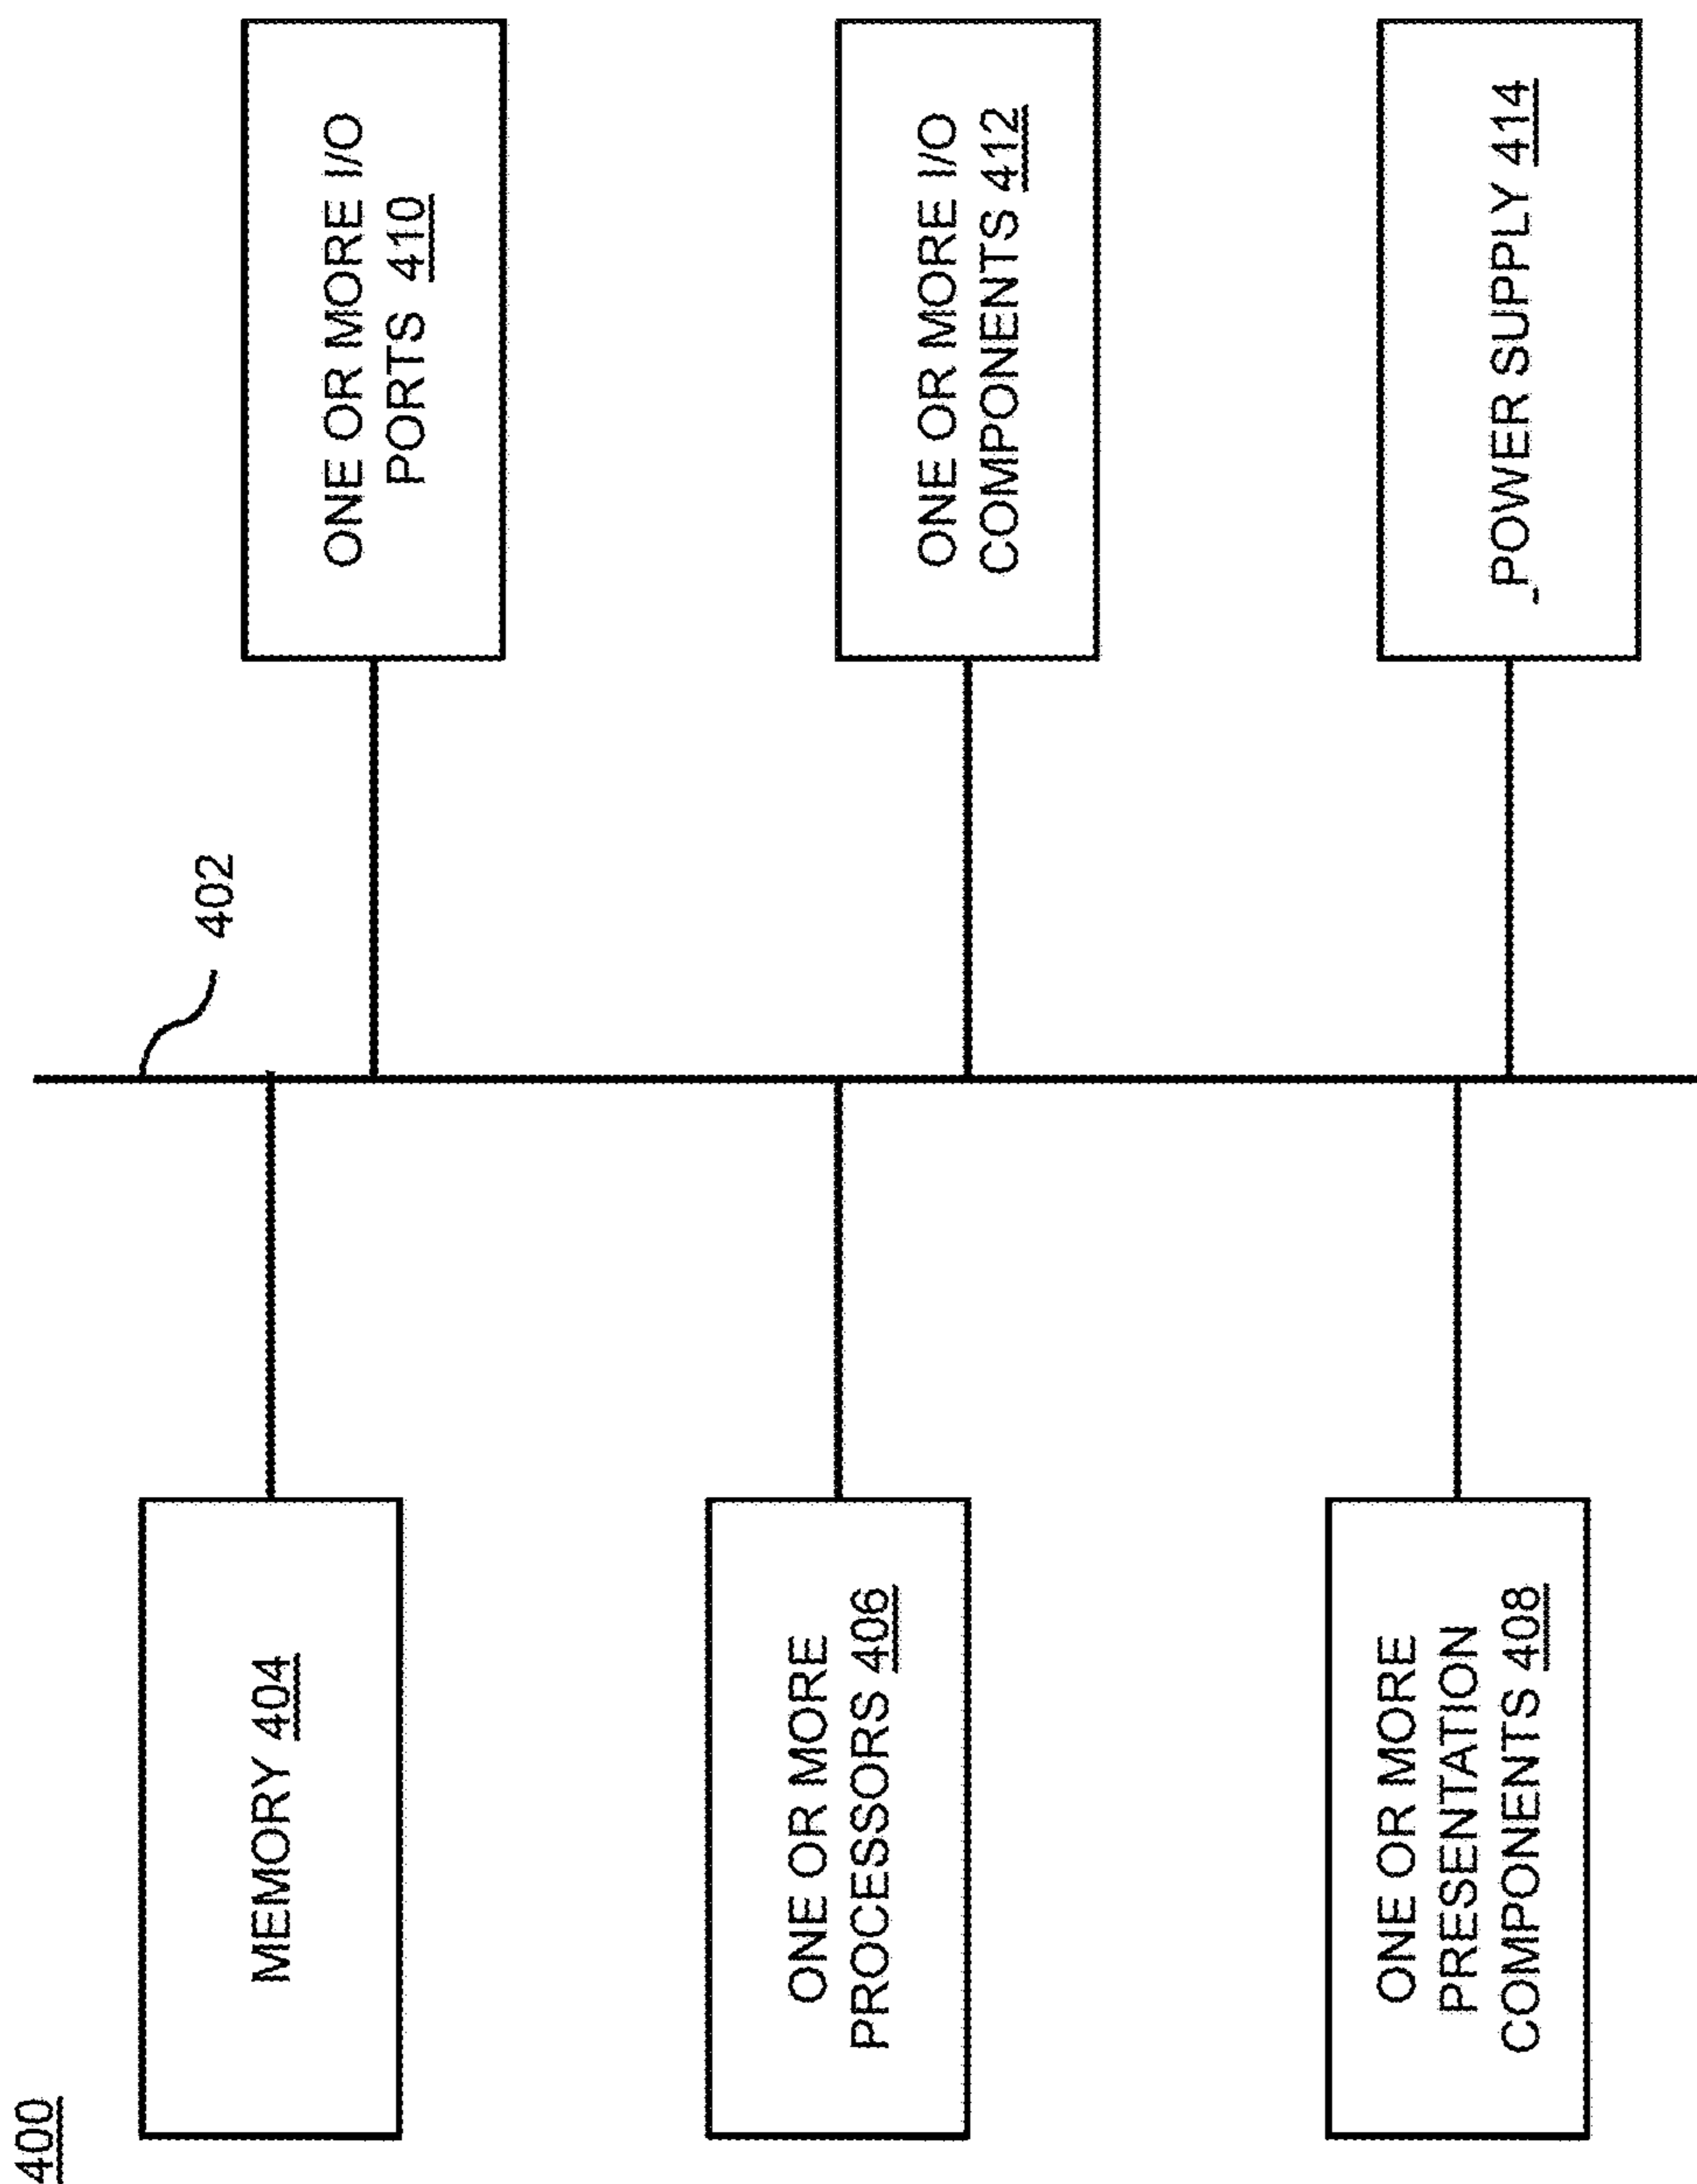 400
402
MEMORY 404
ONE OR MORE
PROCESSORS 406
ONE OR MORE
PRESENTATION
COMPONENTS 408
ONE OR MORE I/O
PORTS 410
ONE OR MORE I/O
COMPONENTS 412
POWER SUPPLY 414